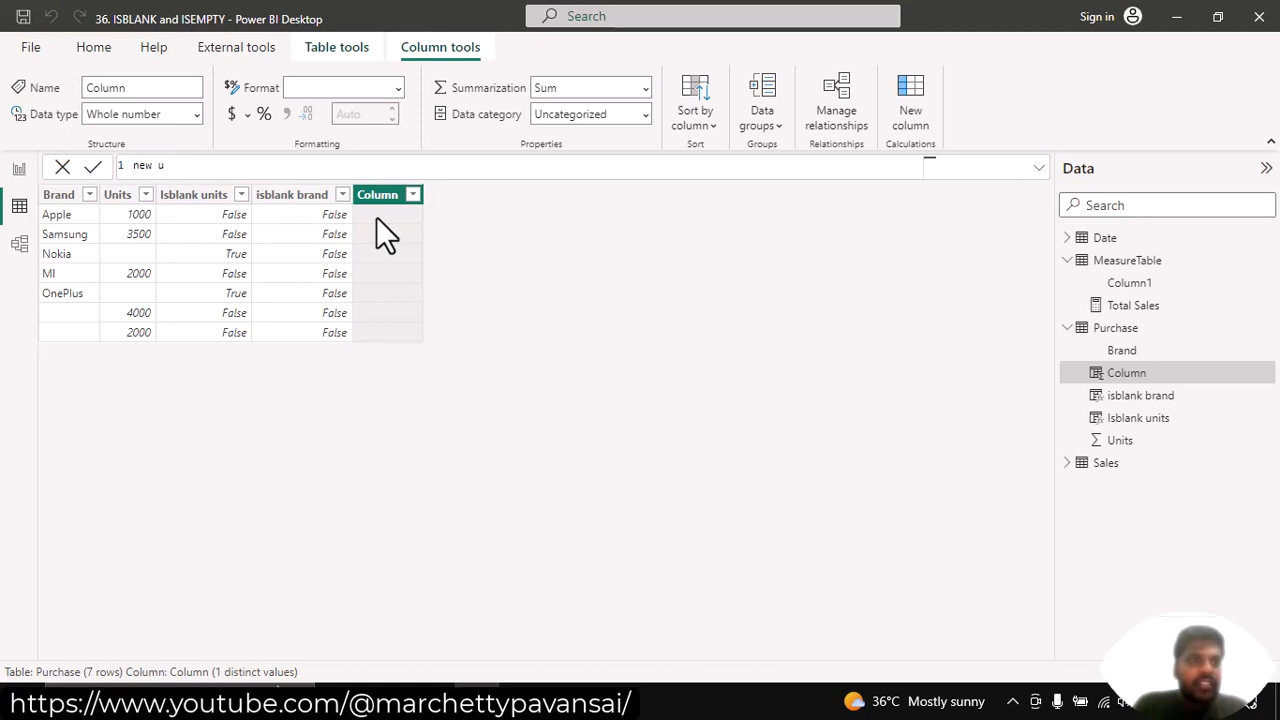 36. ISBLANK and ISEMPTY - Power BI Desktop
Search
Sign in
File
Home
Help
External tools
Table tools
Column tools
Name
Column
Data type
Whole number
Structure
Format
$
%
Auto
Formatting
Summarization
Sum
Data category
Uncategorized
Properties
Sort by
column
Sort
Data
groups
Groups
Manage
relationships
Relationships
New
column
Calculations
1 new u
Brand Units Isblank units isblank brand Column
Apple 1000 False False
Samsung 3500 False False
Nokia True False
MI 2000 False False
OnePlus True False
4000 False False
2000 False False
Data
Search
Date
MeasureTable
Column1
Total Sales
Purchase
Brand
Column
isblank brand
Isblank units
Units
Sales
Table: Purchase (7 rows) Column: Column (1 distinct values)
https://www.youtube.com/@marchettypavansai/
36°C Mostly sunny